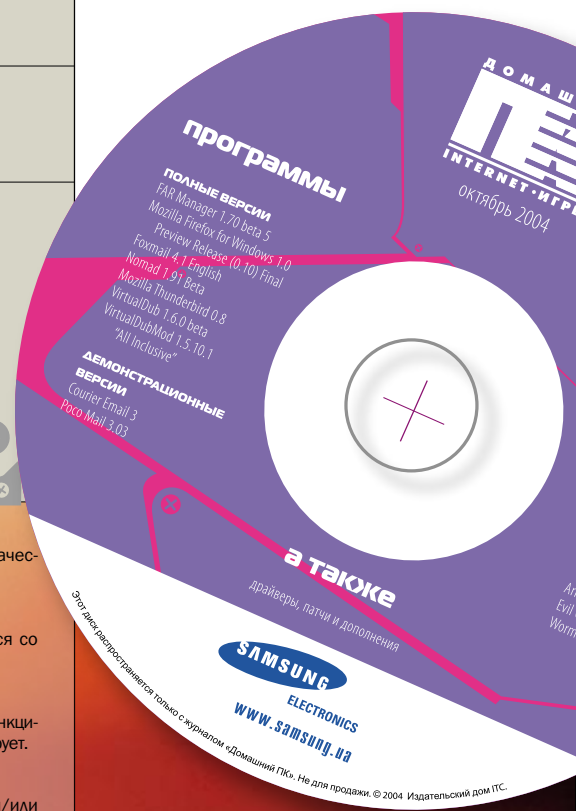 программы
ПОЛНЫЕ ВЕРСИИ
FAR Manager 1.70 beta 5
Mozilla Firefox for Windows 1.0
Preview Release (0.10) Final
Foxmail 4.1 English
Nomad 1.91 Beta
Mozilla Thunderbird 0.8
VirtualDub 1.6.0 beta
VirtualDubMod 1.5.10.1
“All Inclusive”
ДЕМОНСТРАЦИОННЫЕ
ВЕРСИИ
Courier Email 3
Poco Mail 3.03
ДОМАШ
ПК
INTERNET•ИГРЫ
октябрь 2004
а также
драйверы, патчи и дополнения
An
Evil
Worm
SAMSUNG
ELECTRONICS
www.samsung.ua
Этот диск распространяется только с журналом «Домашний ПК». Не для продажи. © 2004 Издательский дом ITC.
ачес-
ся со
нкци-
ует.
и/или